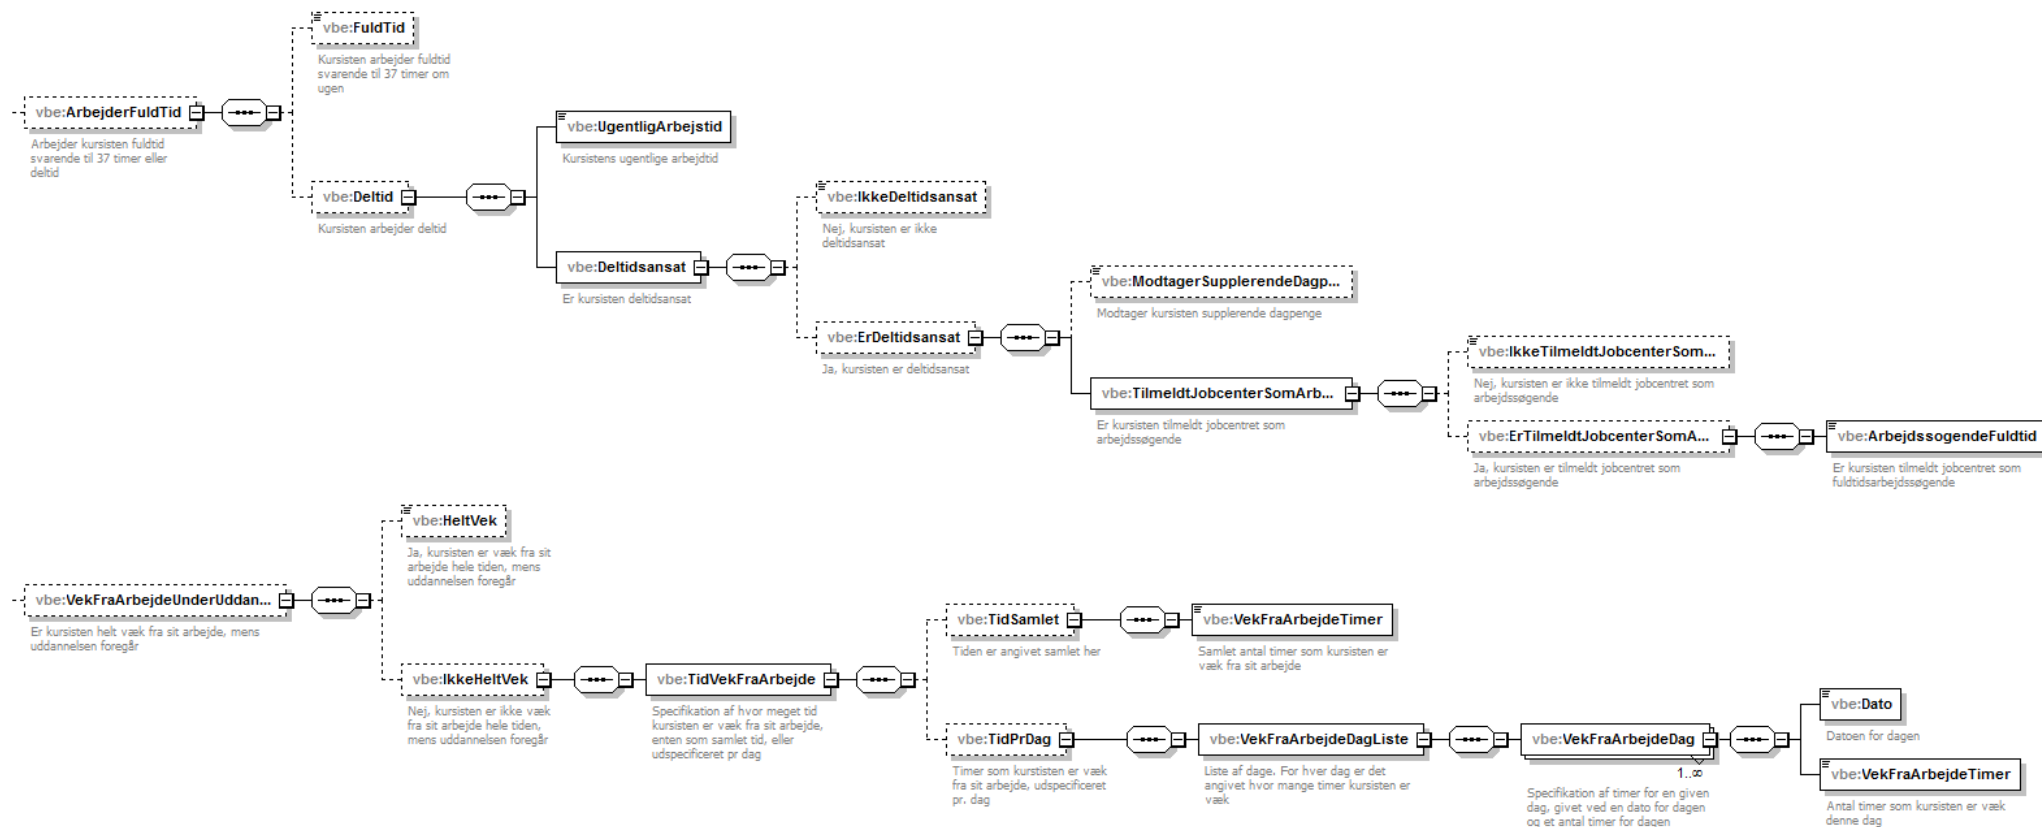 vbe:FuldTid
Kursisten arbejder fuldtid
svarende til 37 timer om
ugen
vbe:ArbejderFuldTid
Arbejder kursisten fuldtid
svarende til 37 timer eller
deltid
vbe:UgentligArbejstid
Kursistens ugentlige arbejdtid
vbe:Deltid
Kursisten arbejder deltid
vbe:IkkeDeltidsansat
Nej, kursisten er ikke
deltidsansat
vbe:Deltidsansat
Er kursisten deltidsansat
vbe:ModtagerSupplerendeDagp...
Modtager kursisten supplerende dagpenge
vbe:ErDeltidsansat
Ja, kursisten er deltidsansat
vbe:IkkeTilmeldtJobcenterSom...
Nej, kursisten er ikke tilmeldt jobcentret som
arbejdssøgende
vbe:TilmeldtJobcenterSomArb...
Er kursisten tilmeldt jobcentret som
arbejdssøgende
vbe:ErTilmeldtJobcenterSomA...
Ja, kursisten er tilmeldt jobcentret som
arbejdssøgende
vbe:ArbejdssogendeFuldtid
Er kursisten tilmeldt jobcentret som
fuldtidsarbejdssøgende
vbe:HeltVek
Ja, kursisten er væk fra sit
arbejde hele tiden, mens
uddannelsen foregår
vbe:VekFraArbejdeUnderUddan...
Er kursisten helt væk fra sit arbejde, mens
uddannelsen foregår
vbe:TidSamlet
Tiden er angivet samlet her
vbe:VekFraArbejdeTimer
Samlet antal timer som kursisten er
væk fra sit arbejde
vbe:IkkeHeltVek
Nej, kursisten er ikke væk
fra sit arbejde hele tiden,
mens uddannelsen foregår
vbe:TidVekFraArbejde
Specifikation af hvor meget tid
kursisten er væk fra sit arbejde,
enten som samlet tid, eller
udspecificeret pr dag
vbe:TidPrDag
Timer som kurstisten er væk
fra sit arbejde, udspecificeret
pr. dag
vbe:VekFraArbejdeDagListe
Liste af dage. For hver dag er det
angivet hvor mange timer kursisten er
væk
vbe:VekFraArbejdeDag
1..∞
Specifikation af timer for en given
dag, givet ved en dato for dagen
og et antal timer for dagen
vbe:Dato
Datoen for dagen
vbe:VekFraArbejdeTimer
Antal timer som kursisten er væk
denne dag